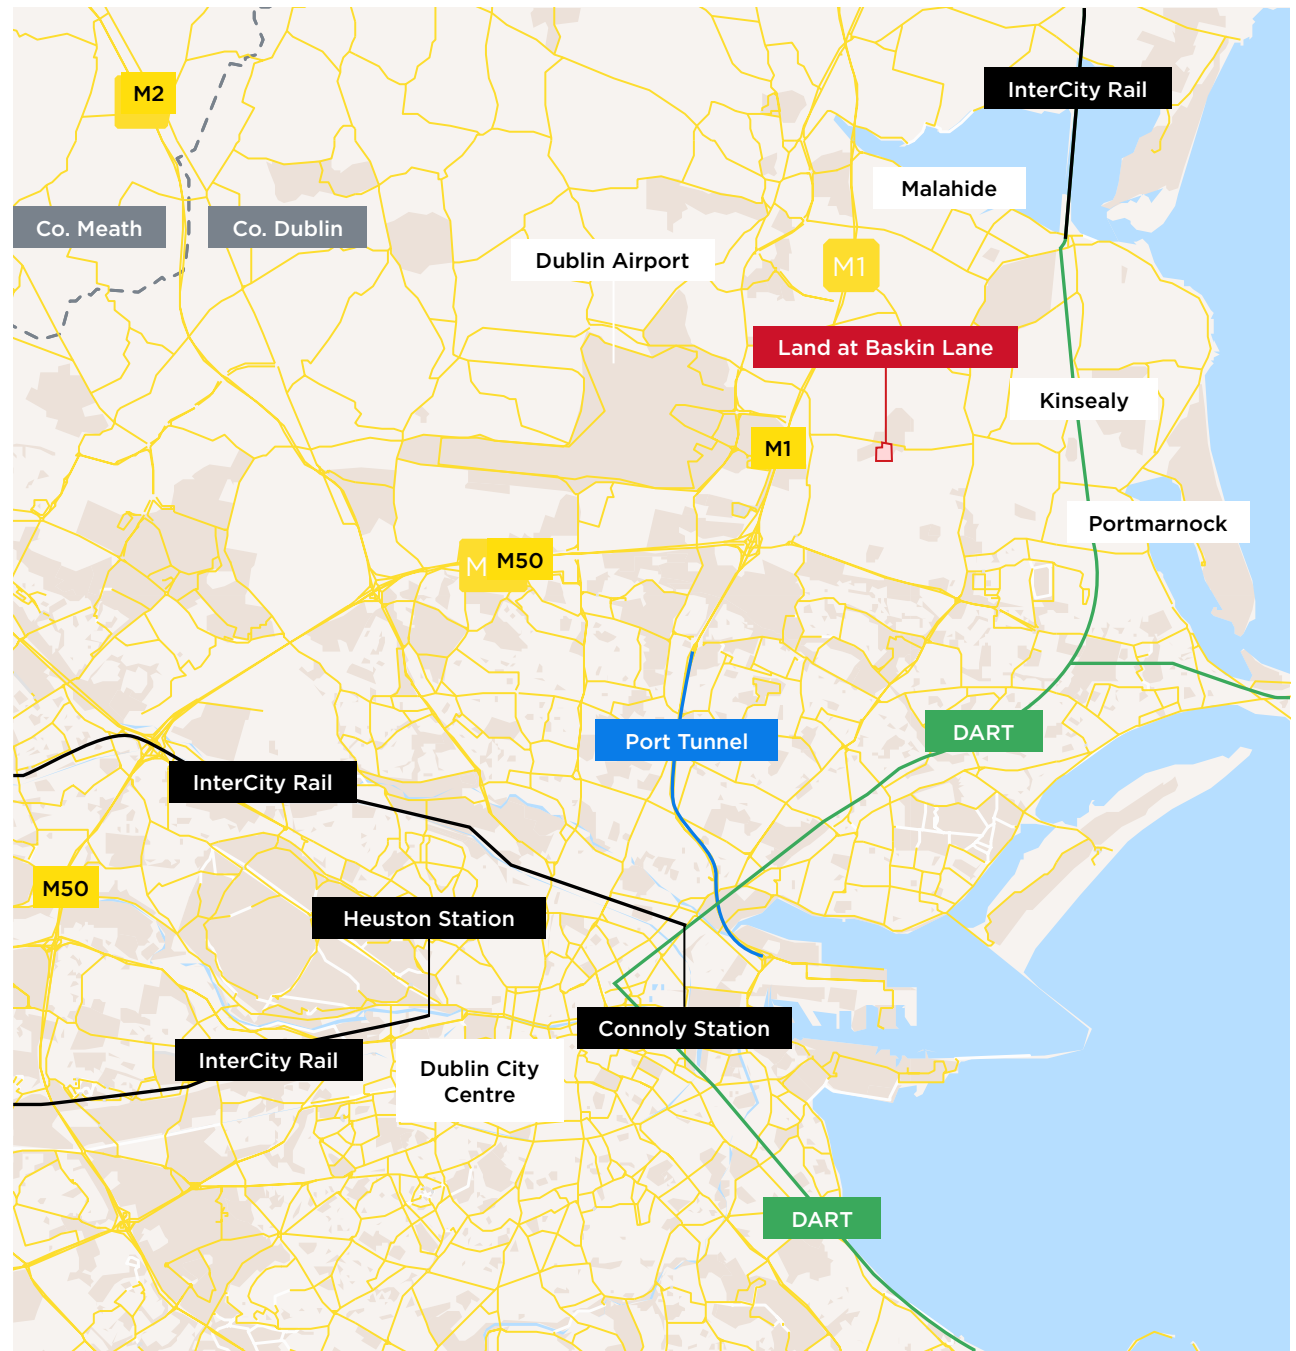 InterCity Rail
M2
Malahide
Co. Meath
Co. Dublin
Dublin Airport
M1
Land at Baskin Lane
Kinsealy
M1
Portmarnock
M
M50
DART
Port Tunnel
InterCity Rail
M50
Heuston Station
Connoly Station
InterCity Rail
Dublin City
Centre
DART